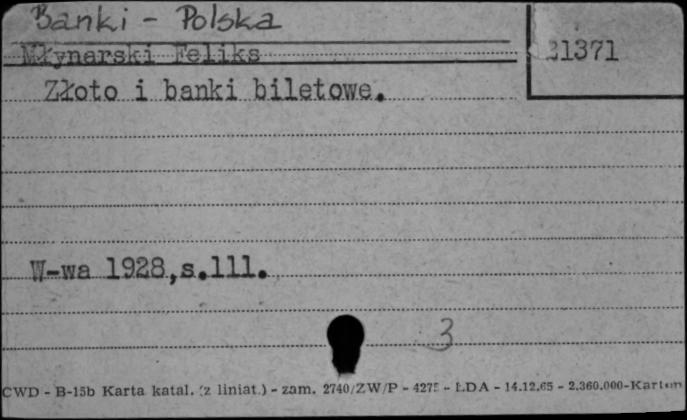 Banki - Polska
Młynarski Feliks
31371
Złoto i banki biletowe.
W-wa 1928,s.111.
3
CWD - B-15b Karta katal. (z liniat.) - zam. 2740/ZW/P - 4275 - LDA - 14.12.65 - 2.360.000-Karton